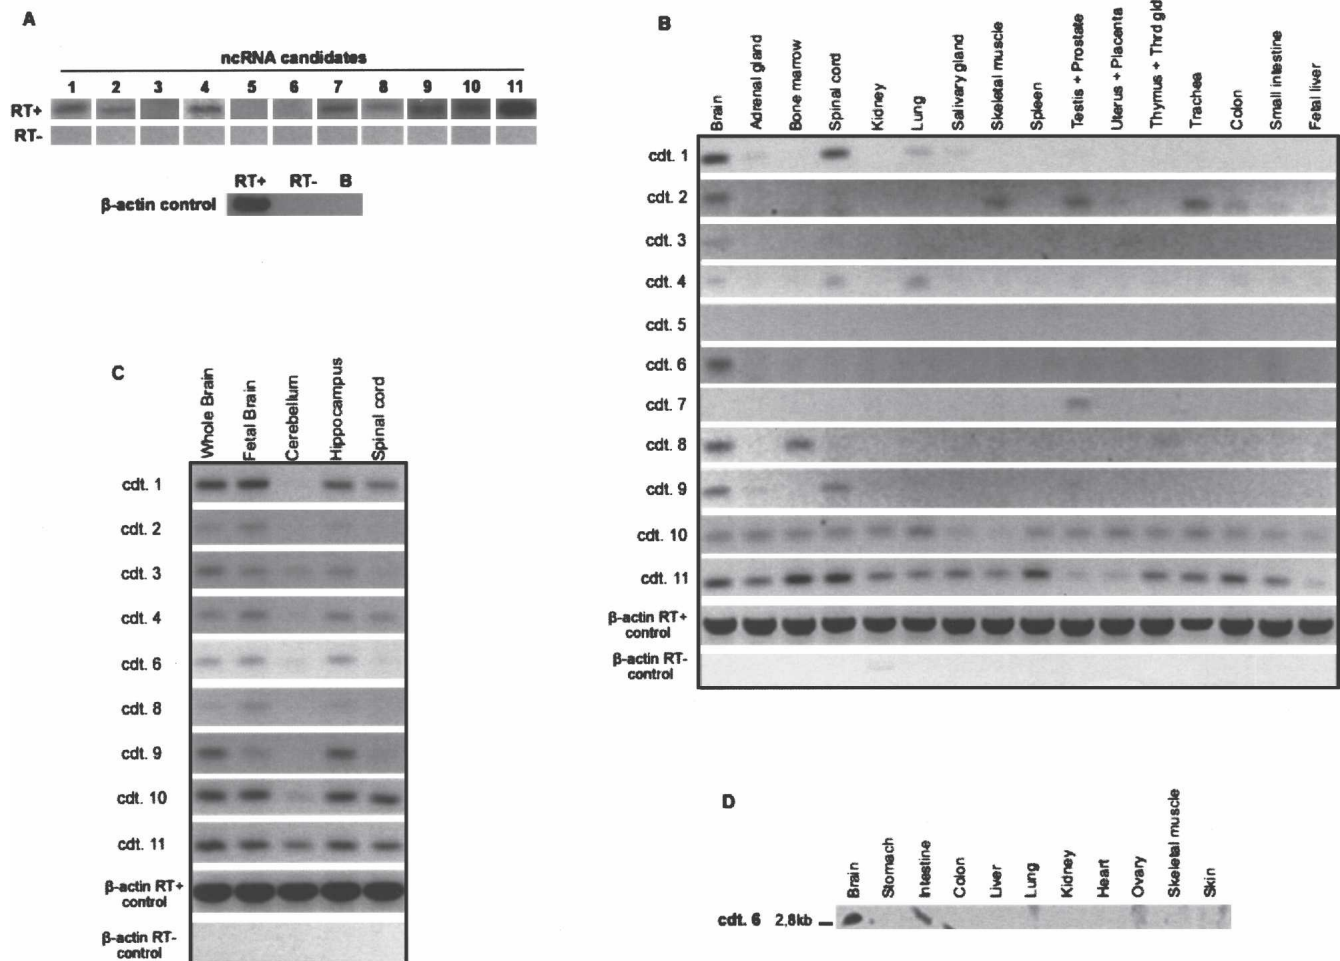 A
ncRNA candidates
1 2 3 4 5 6 7 8 9 10 11
RT+
RT-
RT+ RT- B
β-actin control
B
Brain
Adrenal gland
Bone marrow
Spinal cord
Kidney
Lung
Salivary gland
Skeletal muscle
Spleen
Testis + Prostate
Uterus + Placenta
Thymus + Thrd gld
Trachea
Colon
Small intestine
Fetal liver
cdt. 1
cdt. 2
cdt. 3
cdt. 4
cdt. 5
cdt. 6
cdt. 7
cdt. 8
cdt. 9
cdt. 10
cdt. 11
β-actin RT+
control
β-actin RT-
control
C
Whole Brain
Fetal Brain
Cerebellum
Hippocampus
Spinal cord
cdt. 1
cdt. 2
cdt. 3
cdt. 4
cdt. 6
cdt. 8
cdt. 9
cdt. 10
cdt. 11
β-actin RT+
control
β-actin RT-
control
D
Brain
Stomach
Intestine
Colon
Liver
Lung
Kidney
Heart
Ovary
Skeletal muscle
Skin
cdt. 6 2,8kb